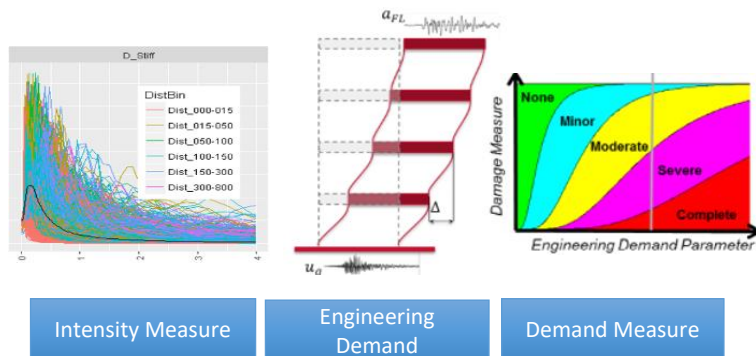 D_Stiff
DistBin
Dist_000-015
Dist_015-050
Dist_050-100
Dist_100-150
Dist_150-300
Dist_300-800
0
1
2
3
4
a_FL
Δ
u_g
None
Minor
Moderate
Severe
Complete
Damage Measure
Engineering Demand Parameter
Intensity Measure
Engineering
Demand
Demand Measure